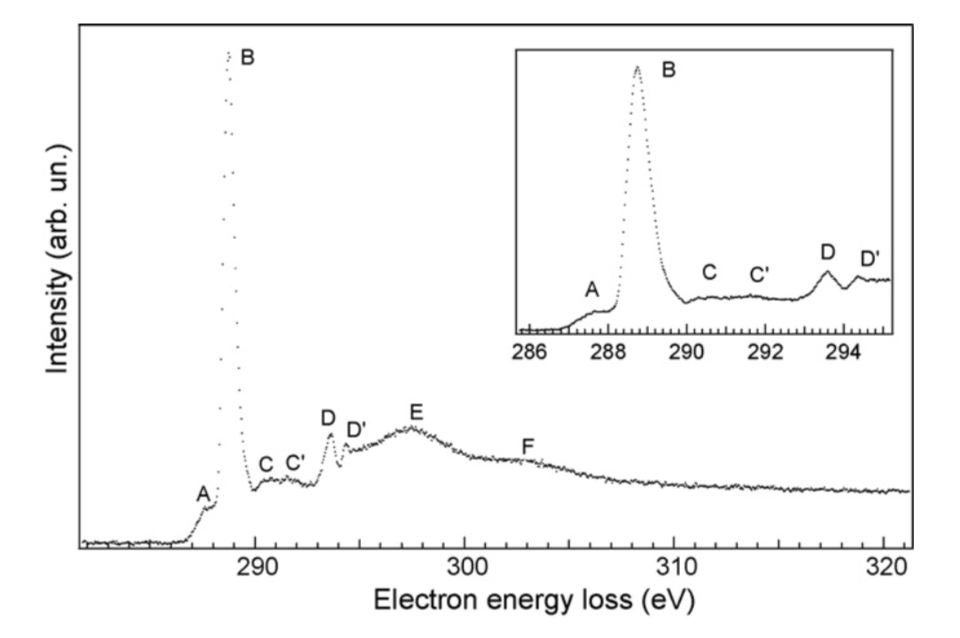 B
B
A
C
C'
D
D'
286
288
290
292
294
A
C
C'
D
D'
E
F
290
300
310
320
Intensity (arb. un.)
Electron energy loss (eV)